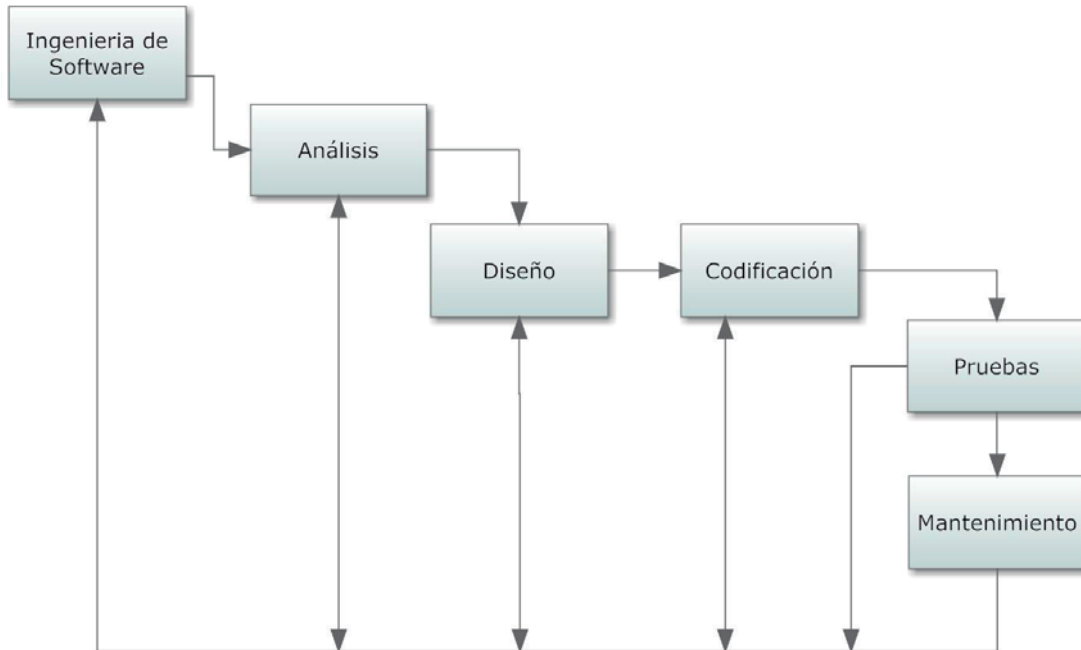 Ingenieria de
Software
Análisis
Diseño
Codificación
Pruebas
Mantenimiento